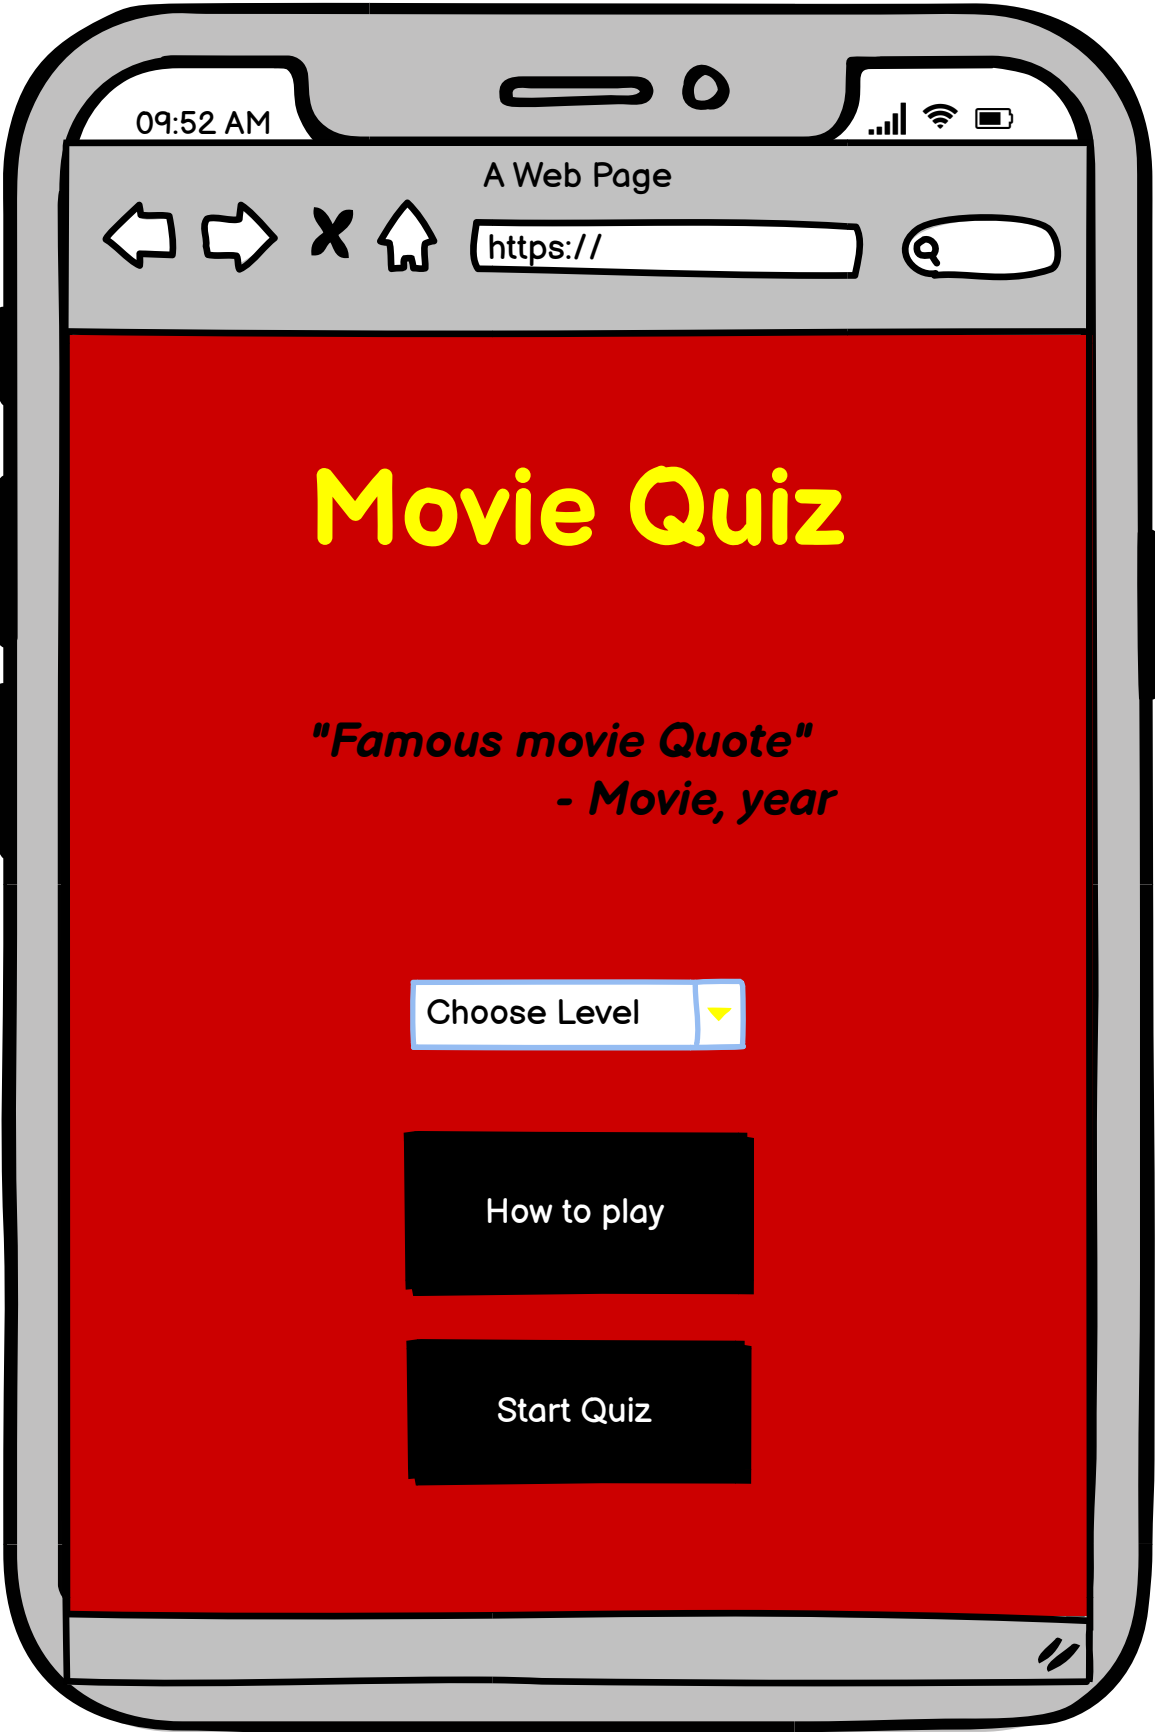 09:52 AM
A Web Page
https://
Movie Quiz
"Famous movie Quote"
- Movie, year
Choose Level
How to play
Start Quiz